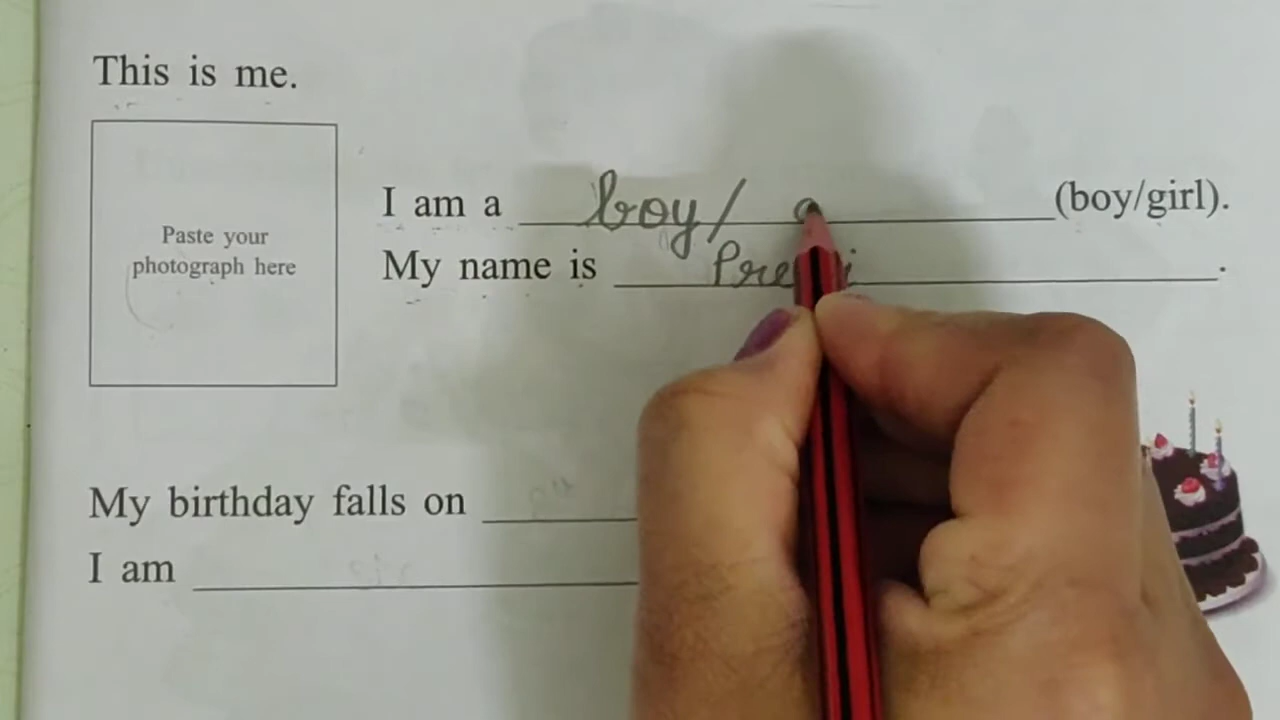 This is me.
Paste your
photograph here
I am a boy/ (boy/girl).
My name is .
My birthday falls on
I am